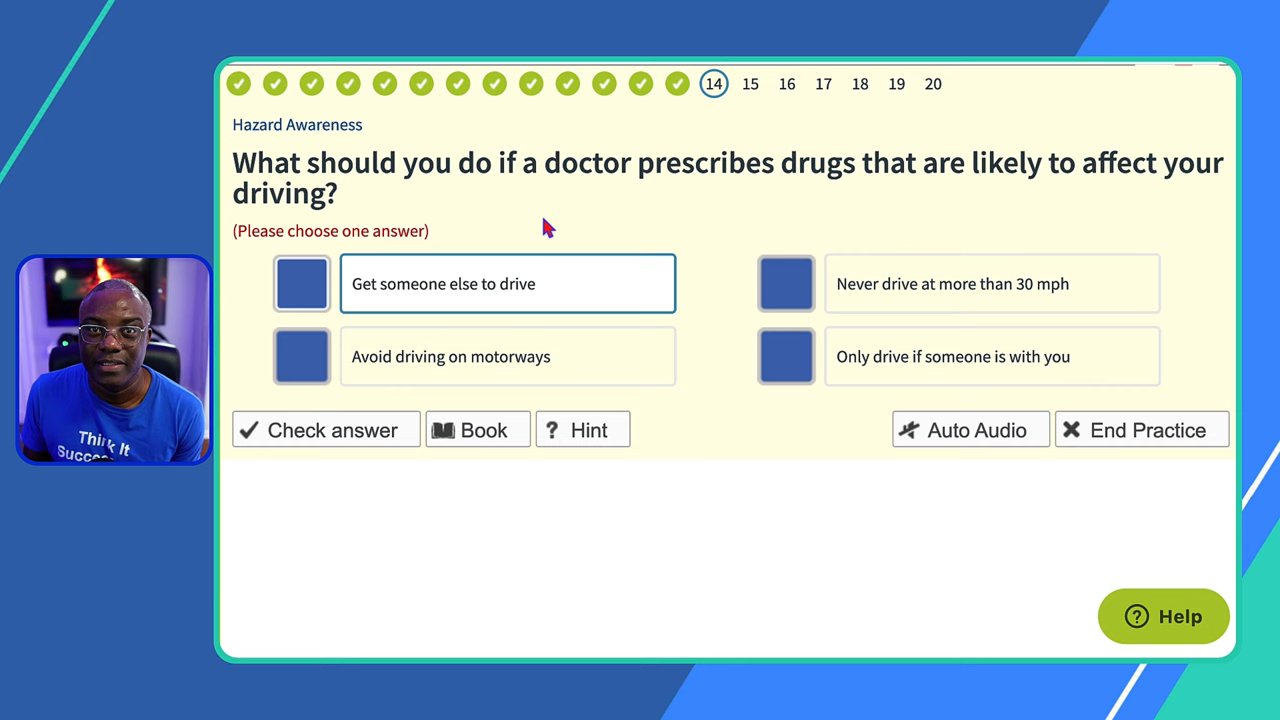 14 15 16 17 18 19 20
Hazard Awareness
What should you do if a doctor prescribes drugs that are likely to affect your
driving?
(Please choose one answer)
Get someone else to drive
Never drive at more than 30 mph
Avoid driving on motorways
Only drive if someone is with you
Check answer
Book
? Hint
Auto Audio
End Practice
Think It
? Help